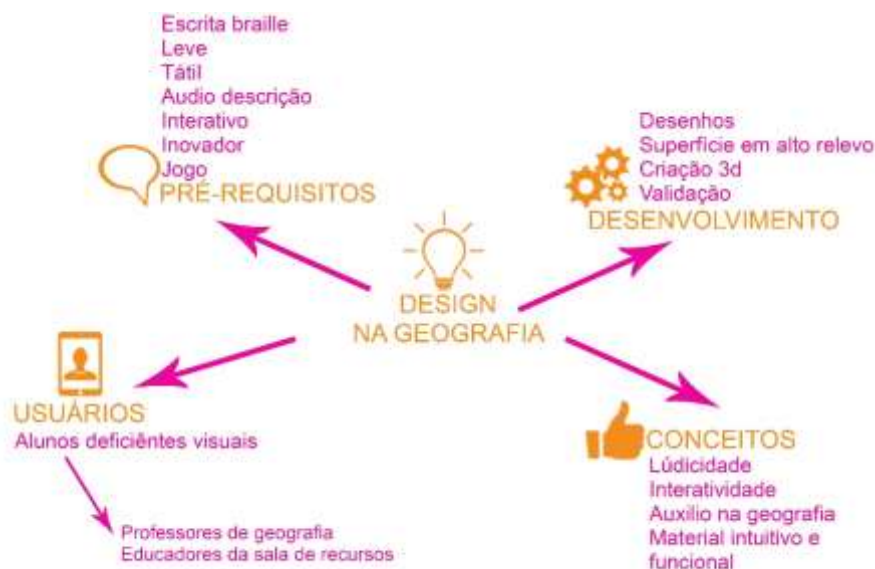 Escrita braille
Leve
Tátil
Audio descrição
Interativo
Inovador
Jogo
PRÉ-REQUISITOS
Desenhos
Superfície em alto relevo
Criação 3d
Validação
DESENVOLVIMENTO
DESIGN
NA GEOGRAFIA
USUÁRIOS
Alunos deficiêntes visuais
Professores de geografia
Educadores da sala de recursos
CONCEITOS
Lúdicidade
Interatividade
Auxilio na geografia
Material intuitivo e
funcional